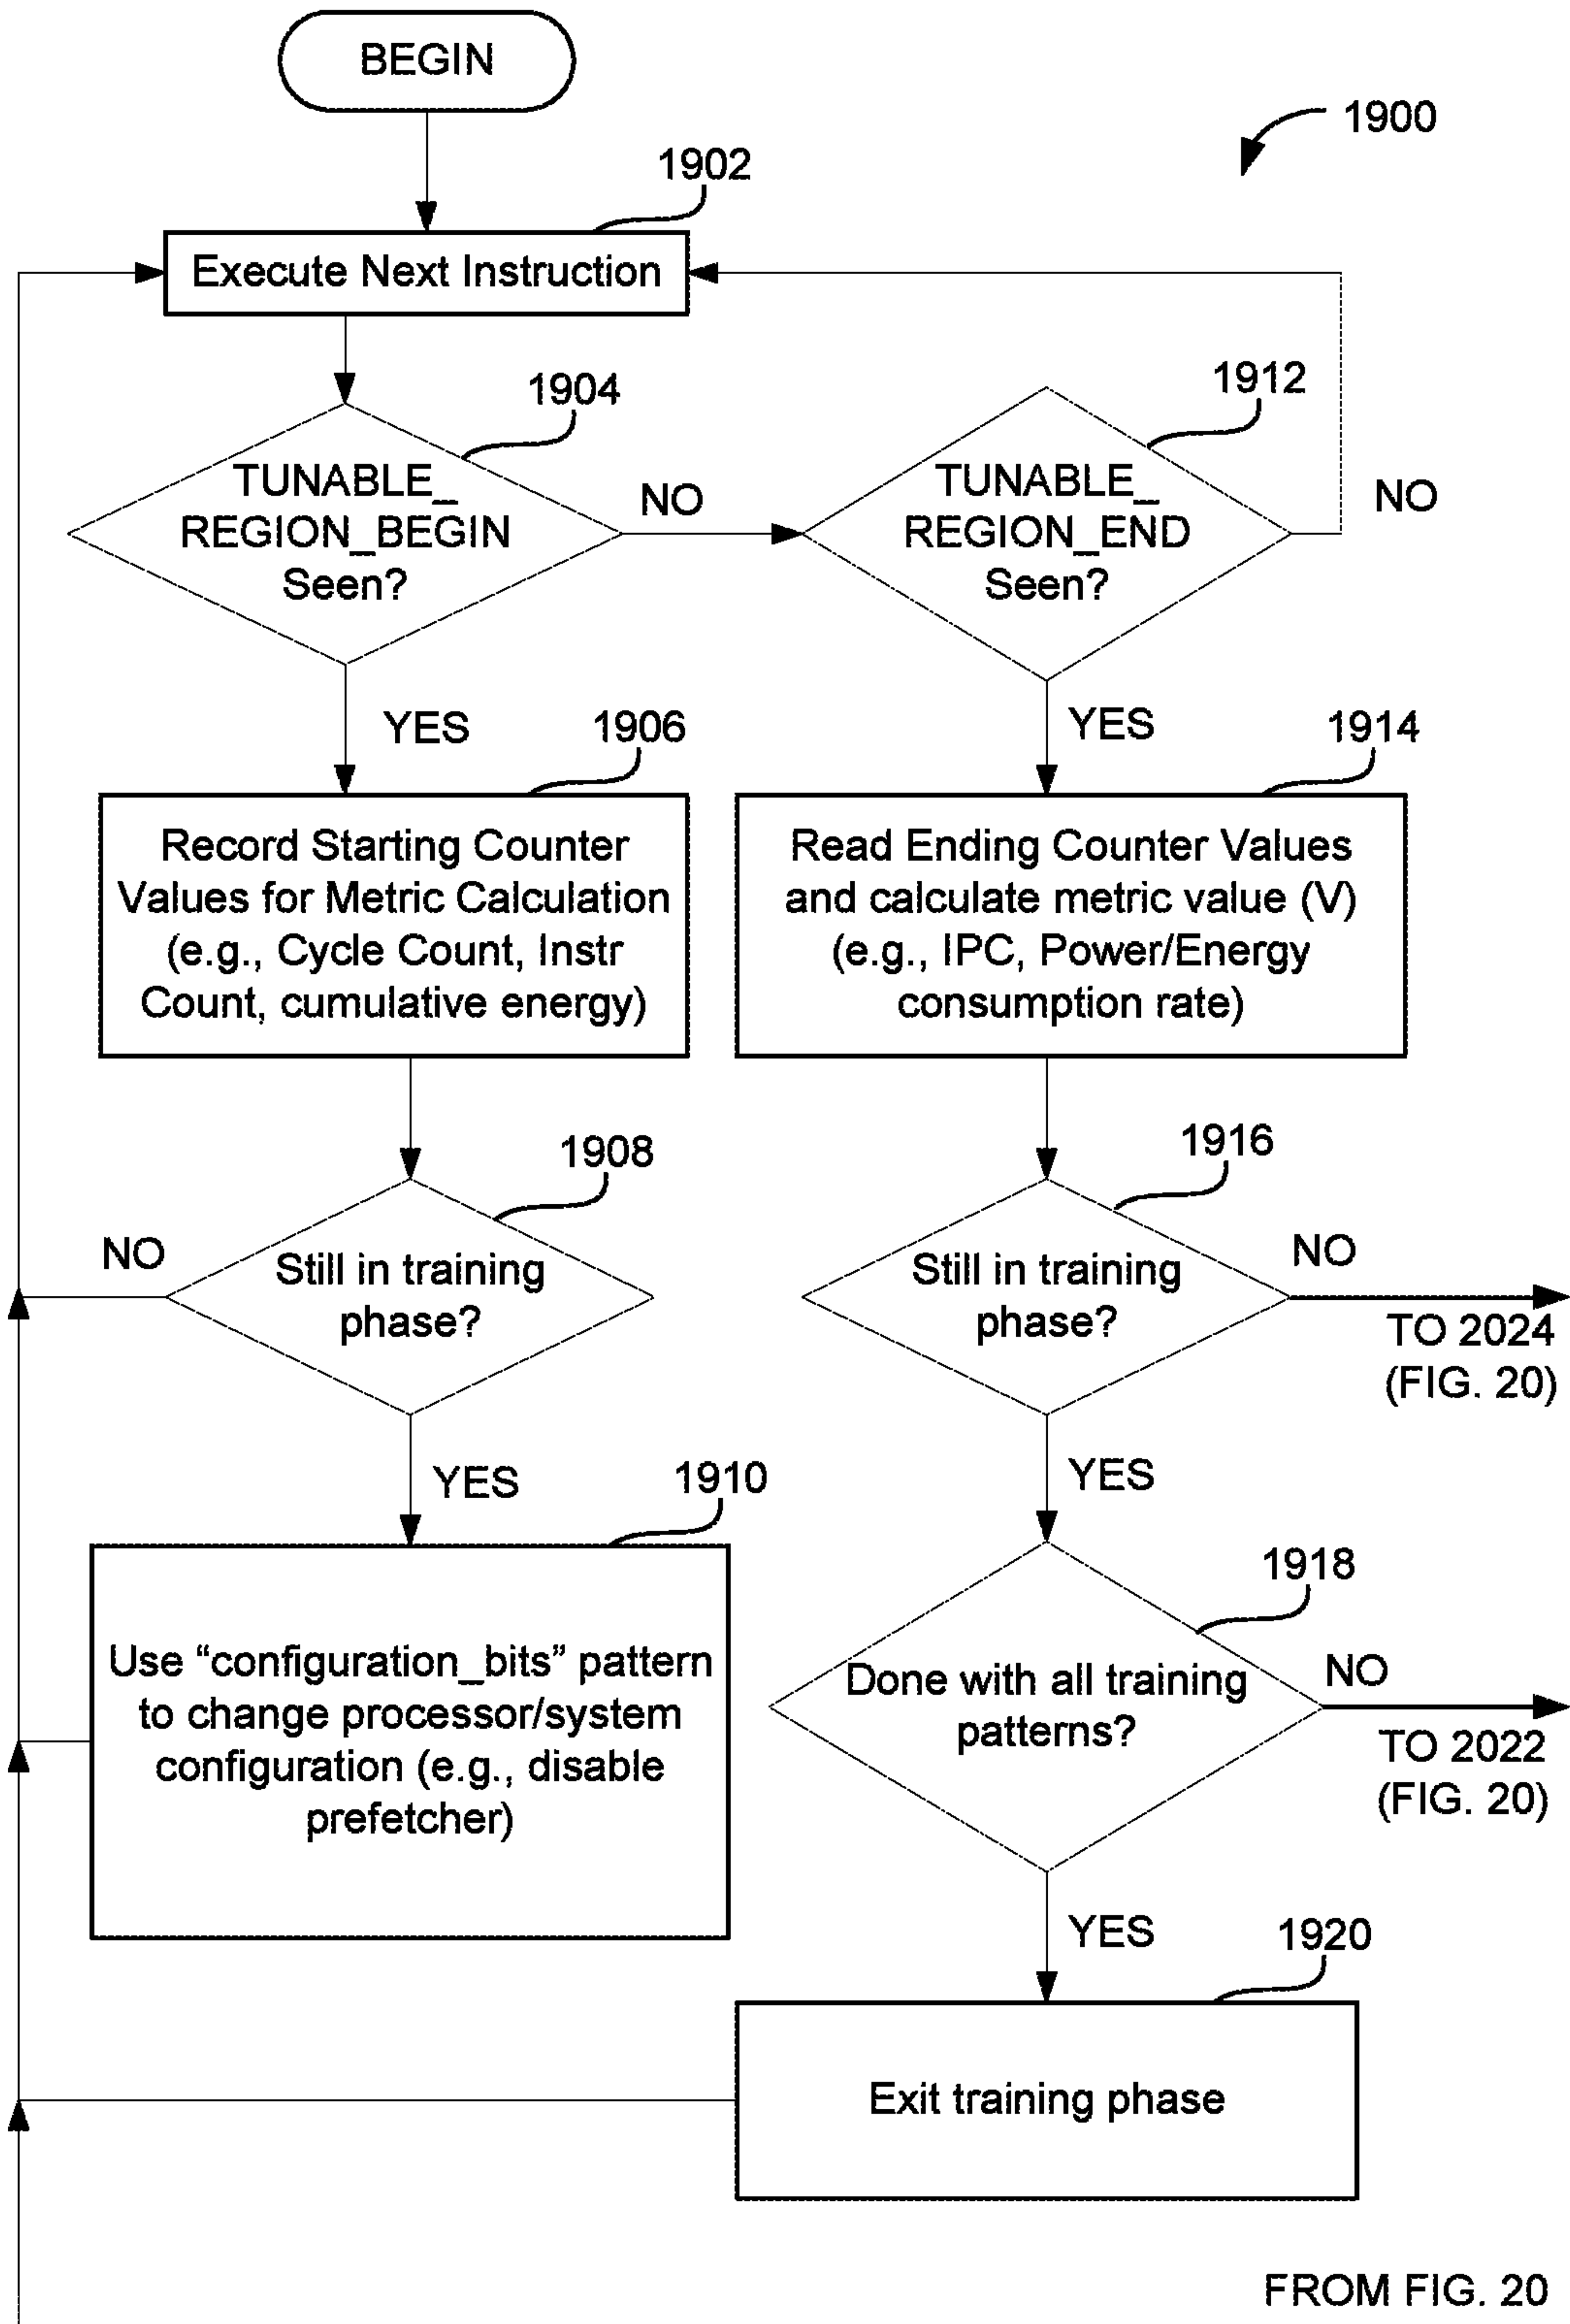 BEGIN
1900
1902
Execute Next Instruction
1904
1912
TUNABLE_
REGION_BEGIN
Seen?
NO
TUNABLE_
REGION_END
Seen?
NO
YES
1906
YES
1914
Record Starting Counter
Values for Metric Calculation
(e.g., Cycle Count, Instr
Count, cumulative energy)
Read Ending Counter Values
and calculate metric value (V)
(e.g., IPC, Power/Energy
consumption rate)
1908
1916
NO
Still in training
phase?
Still in training
phase?
NO
TO 2024
(FIG. 20)
YES
1910
YES
1918
Use “configuration_bits” pattern
to change processor/system
configuration (e.g., disable
prefetcher)
Done with all training
patterns?
NO
TO 2022
(FIG. 20)
YES
1920
Exit training phase
FROM FIG. 20